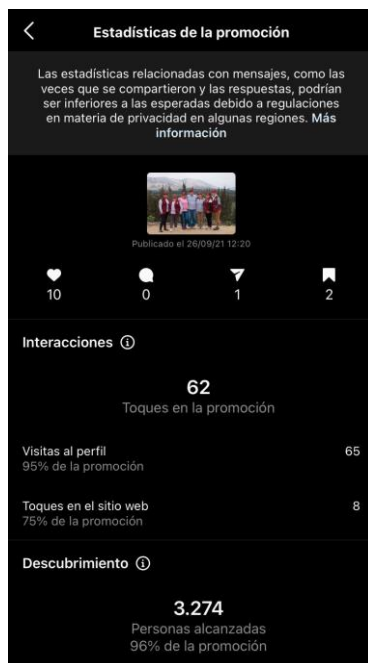 Estadísticas de la promoción
Las estadísticas relacionadas con mensajes, como las
veces que se compartieron y las respuestas, podrían
ser inferiores a las esperadas debido a regulaciones
en materia de privacidad en algunas regiones. Más
información
Publicado el 26/09/21 12:20
10 0 1 2
Interacciones
62
Toques en la promoción
Visitas al perfil 65
95% de la promoción
Toques en el sitio web 8
75% de la promoción
Descubrimiento
3.274
Personas alcanzadas
96% de la promoción